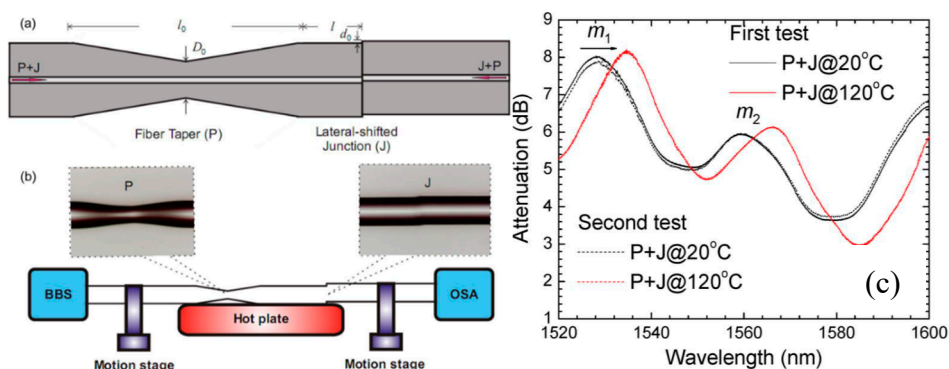 (a)
l₀
l
d₀
D₀
P+J
J+P
Fiber Taper (P)
Lateral-shifted
Junction (J)
(b)
P
J
BBS
Hot plate
OSA
Motion stage
Motion stage
m₁
First test
P+J@20°C
P+J@120°C
m₂
Second test
P+J@20°C
P+J@120°C
(c)
Attenuation (dB)
9
8
7
6
5
4
3
2
1
1520
1540
1560
1580
1600
Wavelength (nm)